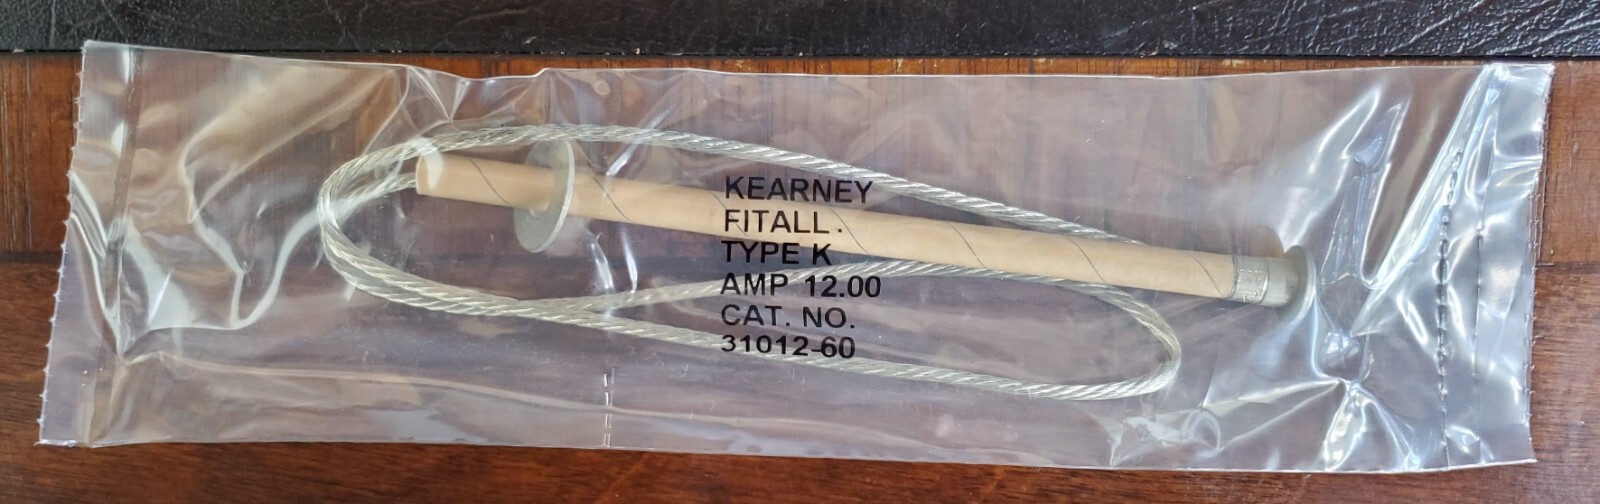 KEARNEY
FITALL.
TYPE K
AMP 12.00
CAT. NO.
31012-60